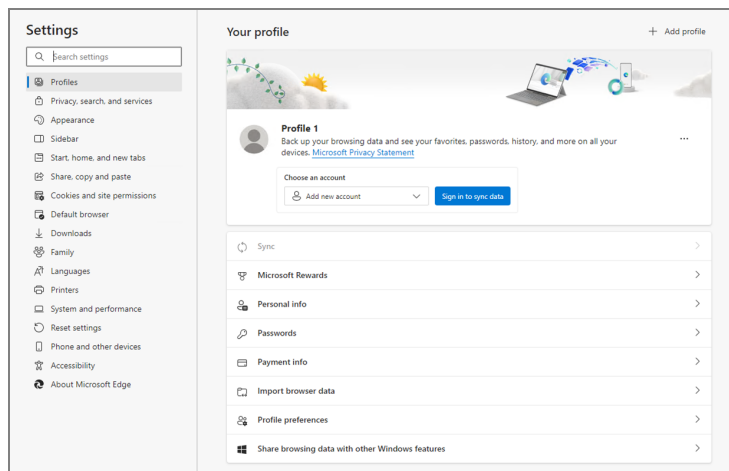 Settings
Search settings
Profiles
Privacy, search, and services
Appearance
Sidebar
Start, home, and new tabs
Share, copy and paste
Cookies and site permissions
Default browser
Downloads
Family
Languages
Printers
System and performance
Reset settings
Phone and other devices
Accessibility
About Microsoft Edge
Your profile
Add profile
Profile 1
Back up your browsing data and see your favorites, passwords, history, and more on all your
devices. Microsoft Privacy Statement
Choose an account
Add new account
Sign in to sync data
Sync
Microsoft Rewards
Personal info
Passwords
Payment info
Import browser data
Profile preferences
Share browsing data with other Windows features